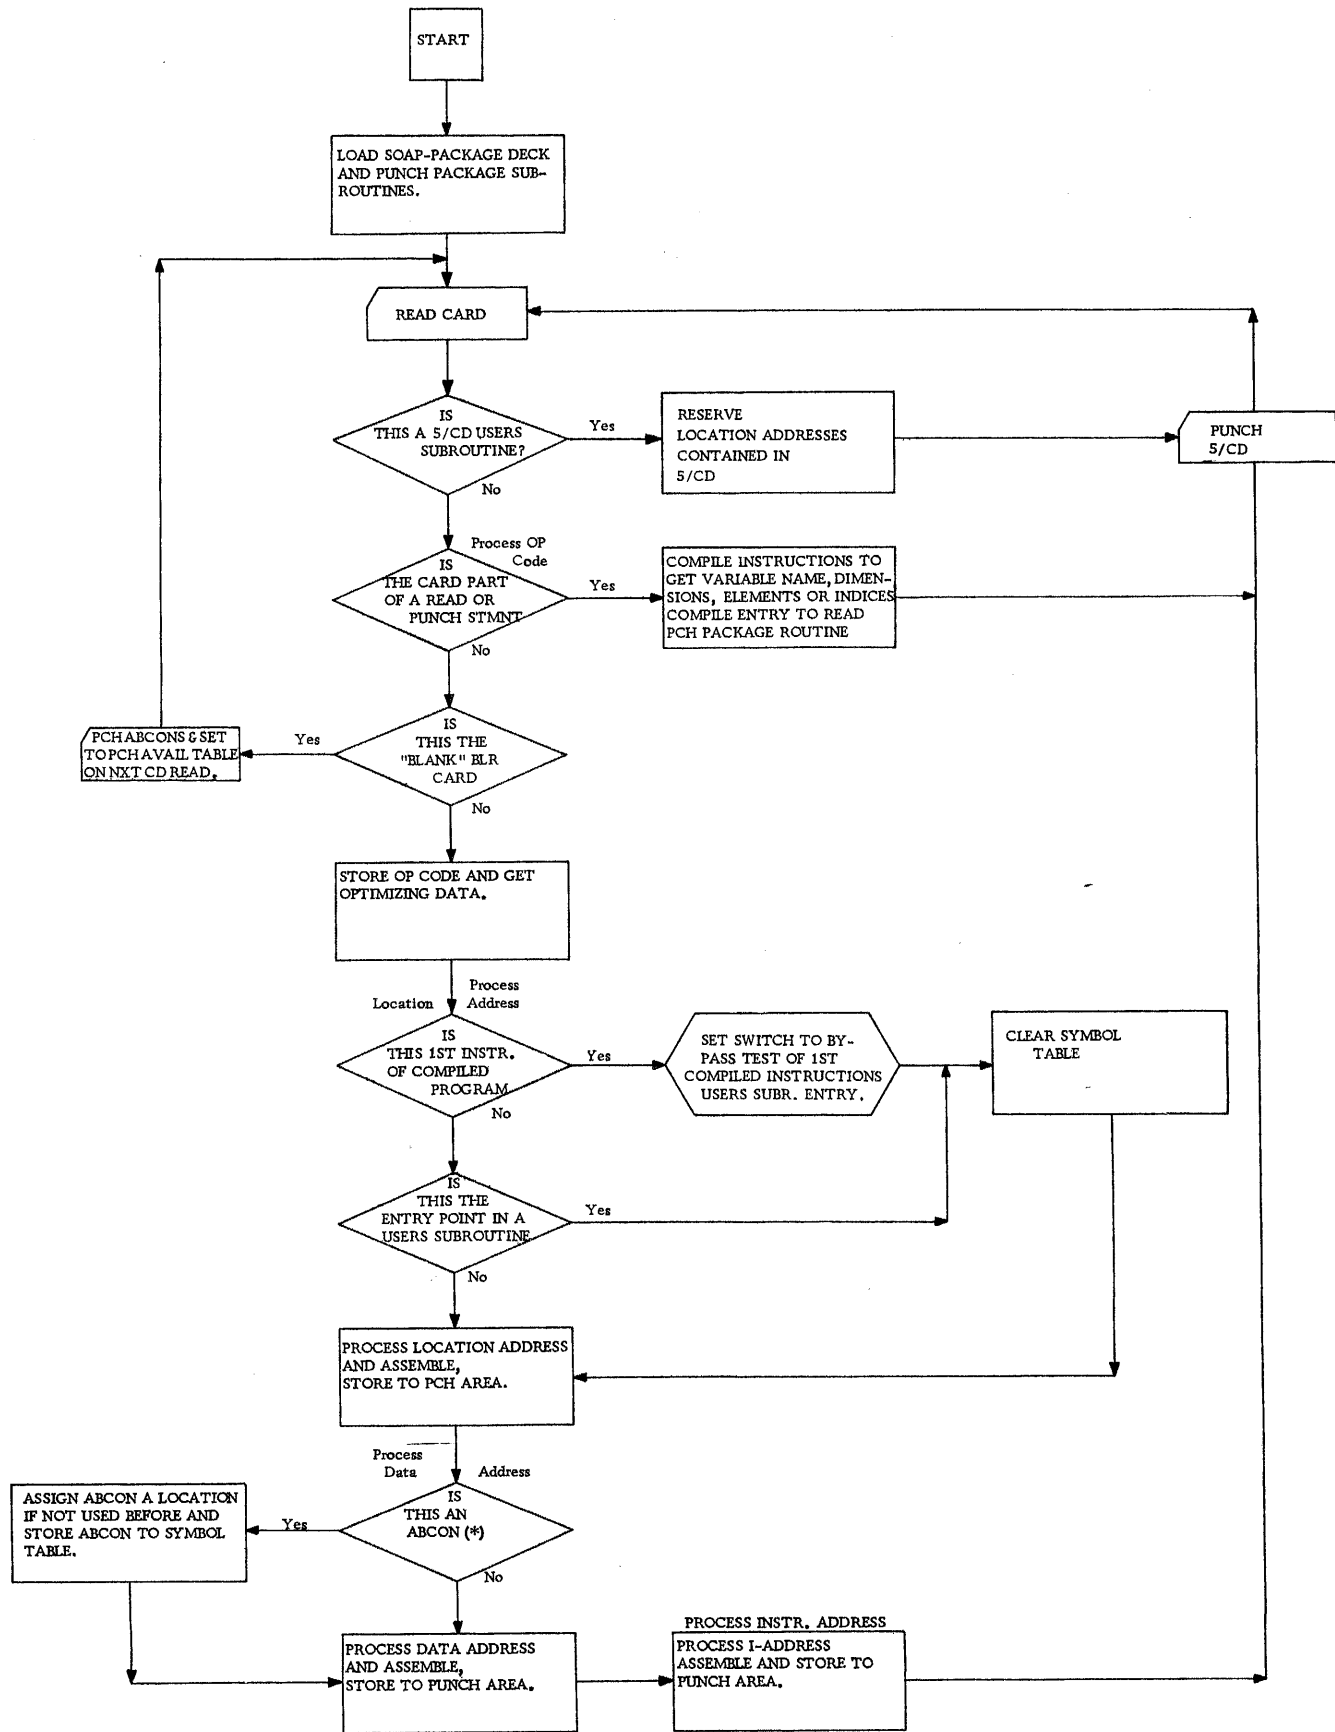 START
LOAD SOAP-PACKAGE DECK
AND PUNCH PACKAGE SUB-
ROUTINES.
READ CARD
IS
THIS A 5/CD USERS
SUBROUTINE?
Yes
No
RESERVE
LOCATION ADDRESSES
CONTAINED IN
5/CD
PUNCH
5/CD
Process OP
Code
IS
THE CARD PART
OF A READ OR
PUNCH STMNT
Yes
No
COMPILE INSTRUCTIONS TO
GET VARIABLE NAME, DIMEN-
SIONS, ELEMENTS OR INDICES
COMPILE ENTRY TO READ
PCH PACKAGE ROUTINE
IS
THIS THE
"BLANK" BLR
CARD
Yes
No
PCH ABCONS & SET
TO PCH AVAIL TABLE
ON NXT CD READ.
STORE OP CODE AND GET
OPTIMIZING DATA.
Process
Location Address
IS
THIS 1ST INSTR.
OF COMPILED
PROGRAM
Yes
No
SET SWITCH TO BY-
PASS TEST OF 1ST
COMPILED INSTRUCTIONS
USERS SUBR. ENTRY.
CLEAR SYMBOL
TABLE
IS
THIS THE
ENTRY POINT IN A
USERS SUBROUTINE
Yes
No
PROCESS LOCATION ADDRESS
AND ASSEMBLE,
STORE TO PCH AREA.
Process
Data Address
IS
THIS AN
ABCON (*)
Yes
No
ASSIGN ABCON A LOCATION
IF NOT USED BEFORE AND
STORE ABCON TO SYMBOL
TABLE.
PROCESS DATA ADDRESS
AND ASSEMBLE,
STORE TO PUNCH AREA.
PROCESS INSTR. ADDRESS
PROCESS I-ADDRESS
ASSEMBLE AND STORE TO
PUNCH AREA.